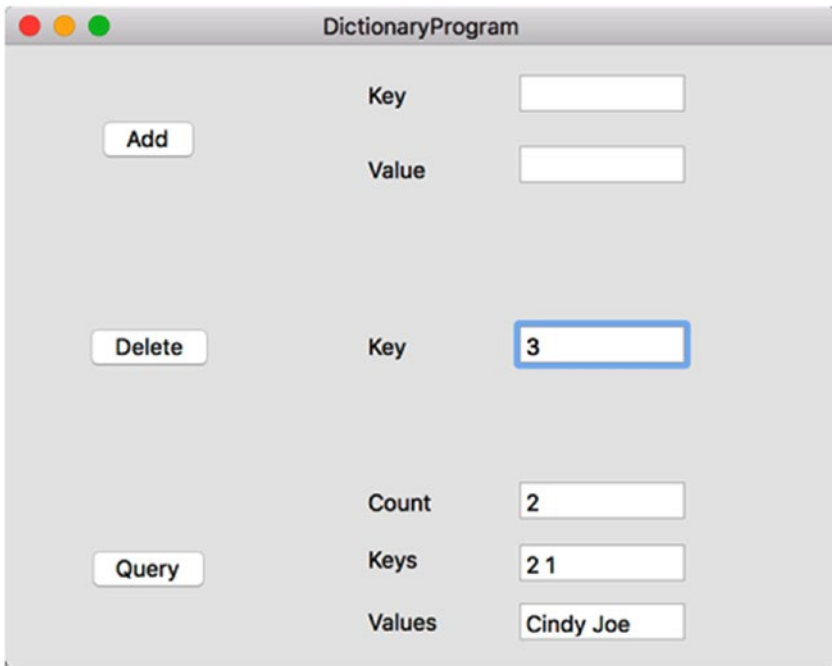 DictionaryProgram
Key
Add
Value
Delete Key 3
Count 2
Keys 2 1
Query
Values Cindy Joe